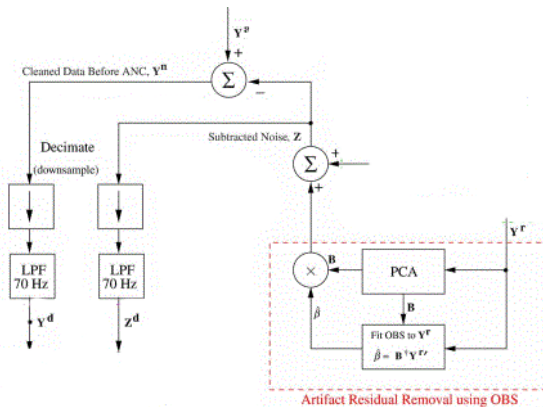 Y^p
+
Cleaned Data Before ANC, Y^n
Σ
−
Subtracted Noise, Z
Decimate
(downsample)
Σ
+
+
Y^r
LPF
70 Hz
LPF
70 Hz
×
B
PCA
B
β̂
Fit OBS to Y^r
β̂ = B^†Y^r′
Y^d
Z^d
Artifact Residual Removal using OBS